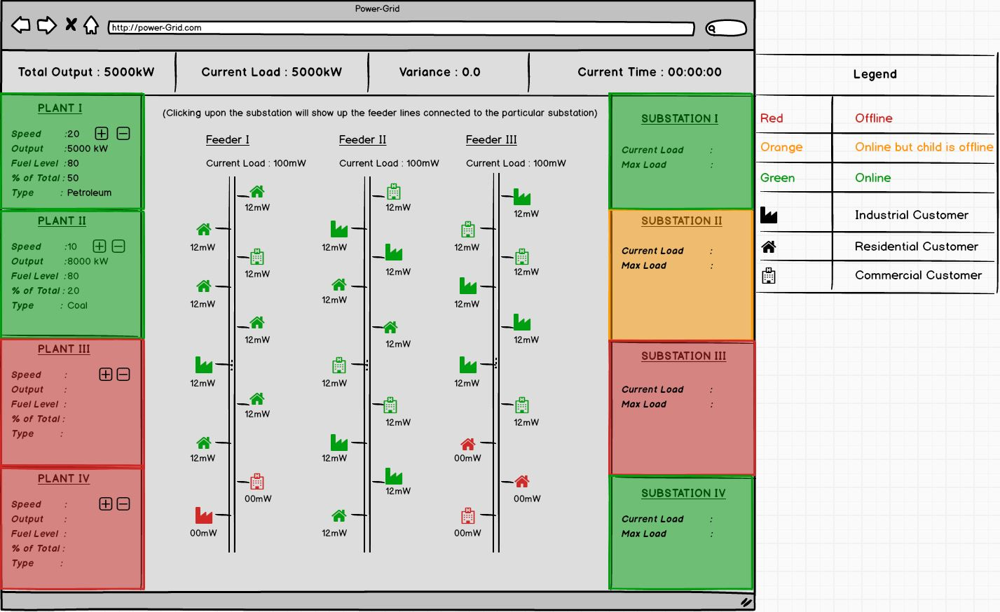 Power-Grid
http://power-Grid.com
Total Output : 5000kW
Current Load : 5000kW
Variance : 0.0
Current Time : 00:00:00
PLANT I
Speed :20
Output :5000 kW
Fuel Level :80
% of Total :50
Type : Petroleum
PLANT II
Speed :10
Output :8000 kW
Fuel Level :80
% of Total :20
Type : Coal
PLANT III
Speed :
Output :
Fuel Level :
% of Total :
Type :
PLANT IV
Speed :
Output :
Fuel Level :
% of Total :
Type :
(Clicking upon the substation will show up the feeder lines connected to the particular substation)
Feeder I
Current Load : 100mW
12mW
12mW
12mW
12mW
12mW
12mW
12mW
12mW
00mW
00mW
Feeder II
Current Load : 100mW
12mW
12mW
12mW
12mW
12mW
12mW
12mW
12mW
12mW
12mW
Feeder III
Current Load : 100mW
12mW
12mW
12mW
12mW
12mW
12mW
12mW
00mW
00mW
00mW
SUBSTATION I
Current Load :
Max Load :
SUBSTATION II
Current Load :
Max Load :
SUBSTATION III
Current Load :
Max Load :
SUBSTATION IV
Current Load :
Max Load :
Legend
Red Offline
Orange Online but child is offline
Green Online
Industrial Customer
Residential Customer
Commercial Customer